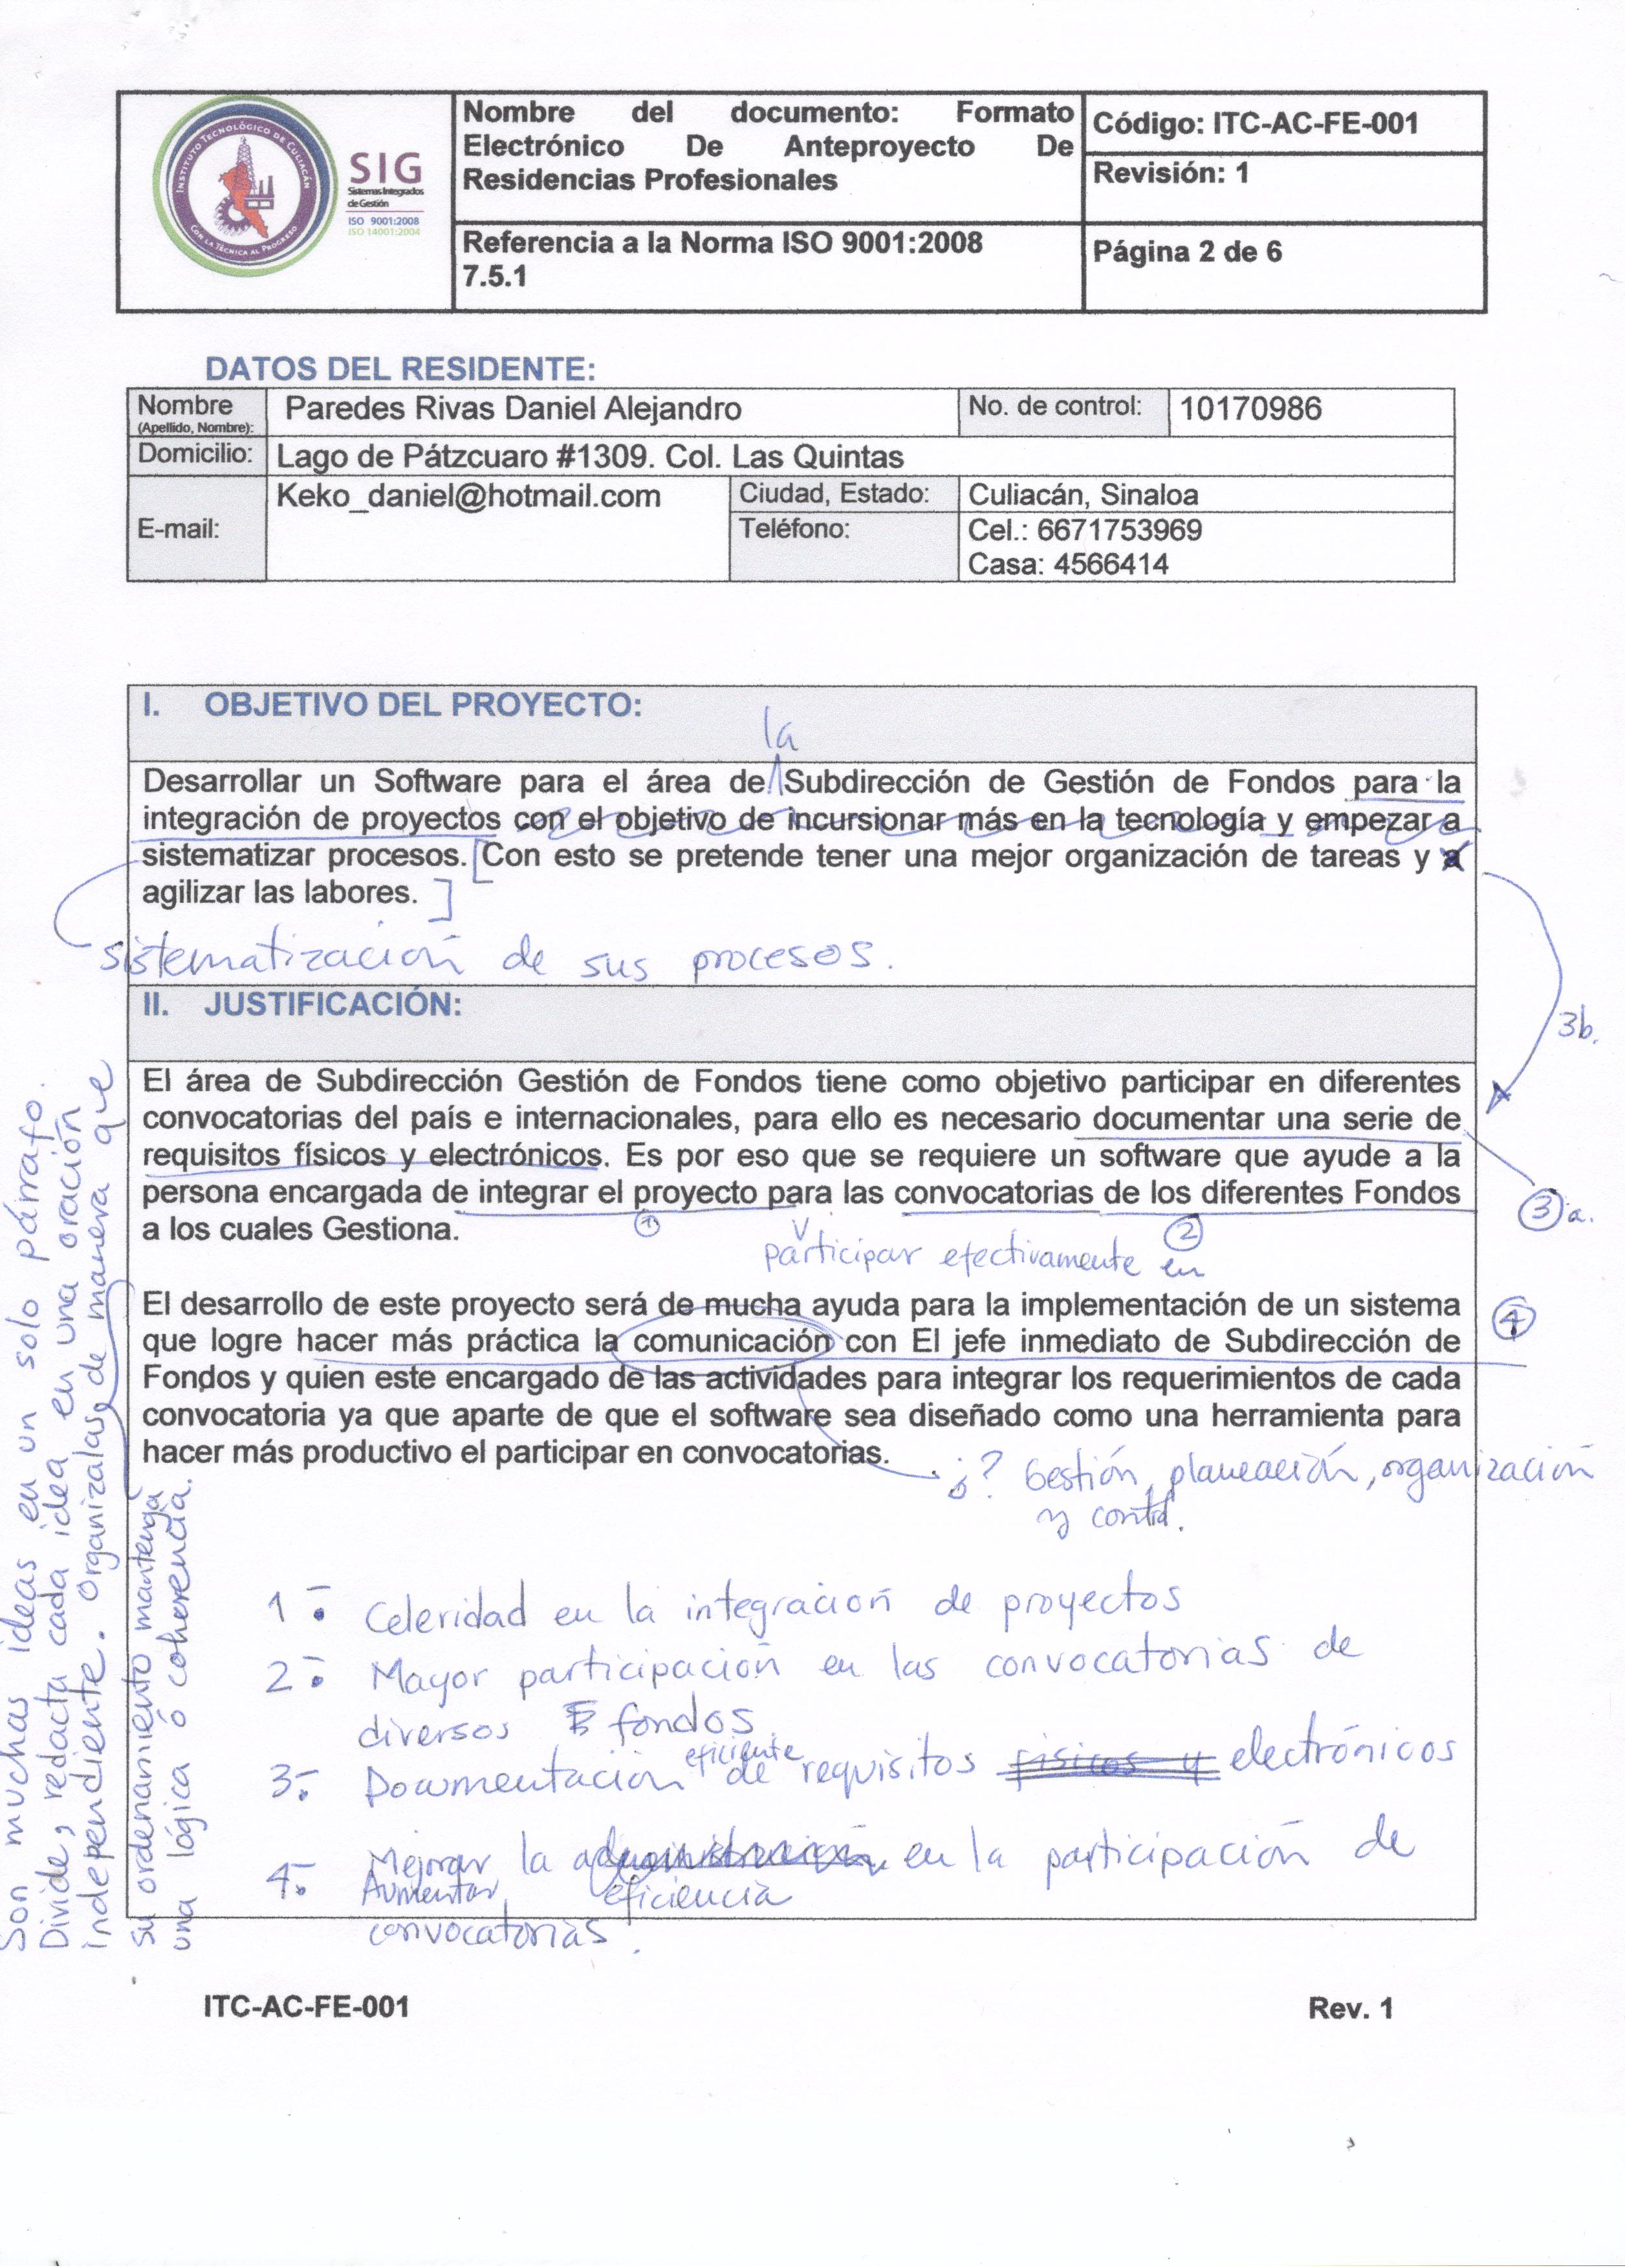 INSTITUTO TECNOLÓGICO DE CULIACÁN
CON LA TÉCNICA AL PROGRESO
SIG
Sistemas Integrados
de Gestión
ISO 9001:2008
ISO 14001:2004
Nombre del documento: Formato
Electrónico De Anteproyecto De
Residencias Profesionales
Referencia a la Norma ISO 9001:2008
7.5.1
Código: ITC-AC-FE-001
Revisión: 1
Página 2 de 6
DATOS DEL RESIDENTE:
Nombre
(Apellido, Nombre):
Paredes Rivas Daniel Alejandro
No. de control:
10170986
Domicilio:
Lago de Pátzcuaro #1309. Col. Las Quintas
E-mail:
Keko_daniel@hotmail.com
Ciudad, Estado:
Culiacán, Sinaloa
Teléfono:
Cel.: 6671753969
Casa: 4566414
I. OBJETIVO DEL PROYECTO:
la
Desarrollar un Software para el área de Subdirección de Gestión de Fondos para la
integración de proyectos con el objetivo de incursionar más en la tecnología y empezar a
sistematizar procesos. [Con esto se pretende tener una mejor organización de tareas y a
agilizar las labores. ]
sistematización de sus procesos.
II. JUSTIFICACIÓN:
3b.
El área de Subdirección Gestión de Fondos tiene como objetivo participar en diferentes
convocatorias del país e internacionales, para ello es necesario documentar una serie de
requisitos físicos y electrónicos. Es por eso que se requiere un software que ayude a la
persona encargada de integrar el proyecto para las convocatorias de los diferentes Fondos
a los cuales Gestiona.
1
2
3 a.
participar efectivamente en
El desarrollo de este proyecto será de mucha ayuda para la implementación de un sistema
que logre hacer más práctica la comunicación con El jefe inmediato de Subdirección de
Fondos y quien este encargado de las actividades para integrar los requerimientos de cada
convocatoria ya que aparte de que el software sea diseñado como una herramienta para
hacer más productivo el participar en convocatorias.
4
¿? Gestión, planeación, organización
y control.
1.- Celeridad en la integración de proyectos
2.- Mayor participación en las convocatorias de
diversos fondos.
3.- Documentación eficiente de requisitos físicos y electrónicos
4.- Mejorar la administración en la participación de
Aumentar eficiencia
convocatorias.
Son muchas ideas en un solo párrafo.
Divide, redacta cada idea en una oración
independiente. Organizalas de manera que
su ordenamiento mantenga
una lógica ó coherencia.
ITC-AC-FE-001
Rev. 1